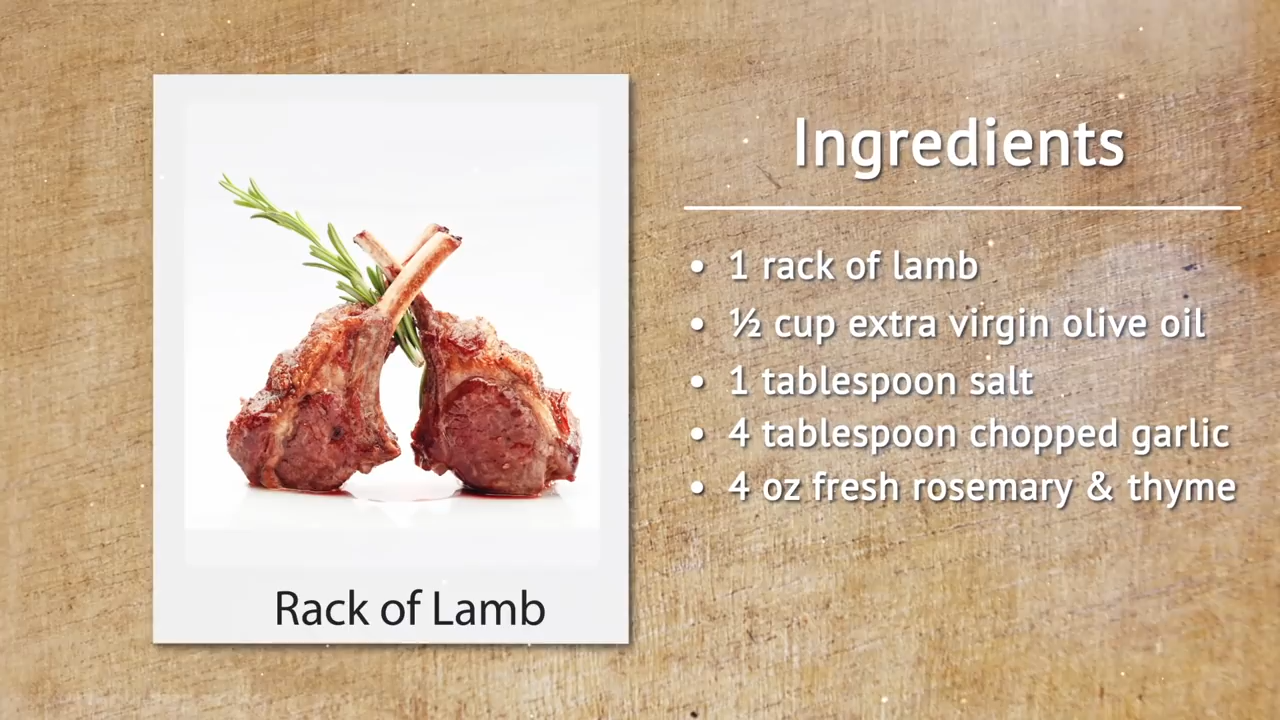 Ingredients
• 1 rack of lamb
• ½ cup extra virgin olive oil
• 1 tablespoon salt
• 4 tablespoon chopped garlic
• 4 oz fresh rosemary & thyme
Rack of Lamb